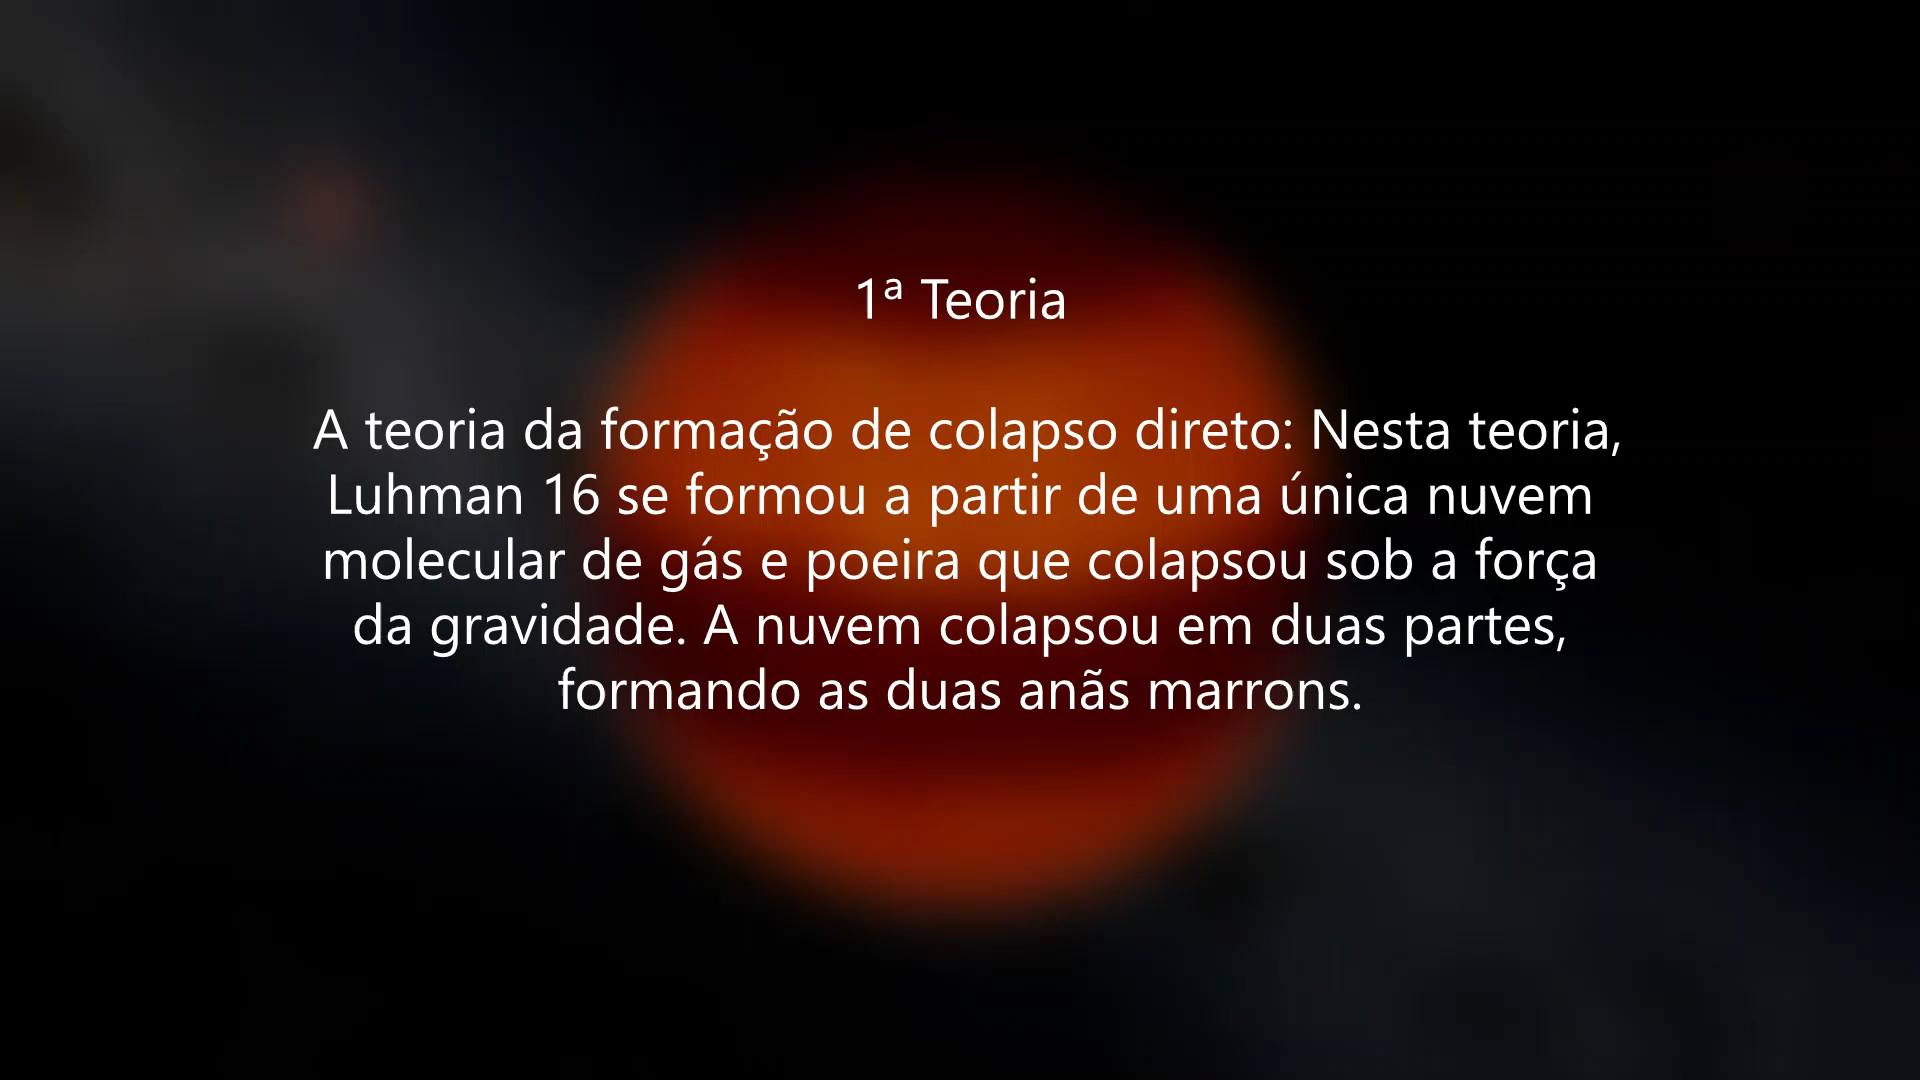 1ª Teoria
A teoria da formação de colapso direto: Nesta teoria,
Luhman 16 se formou a partir de uma única nuvem
molecular de gás e poeira que colapsou sob a força
da gravidade. A nuvem colapsou em duas partes,
formando as duas anãs marrons.